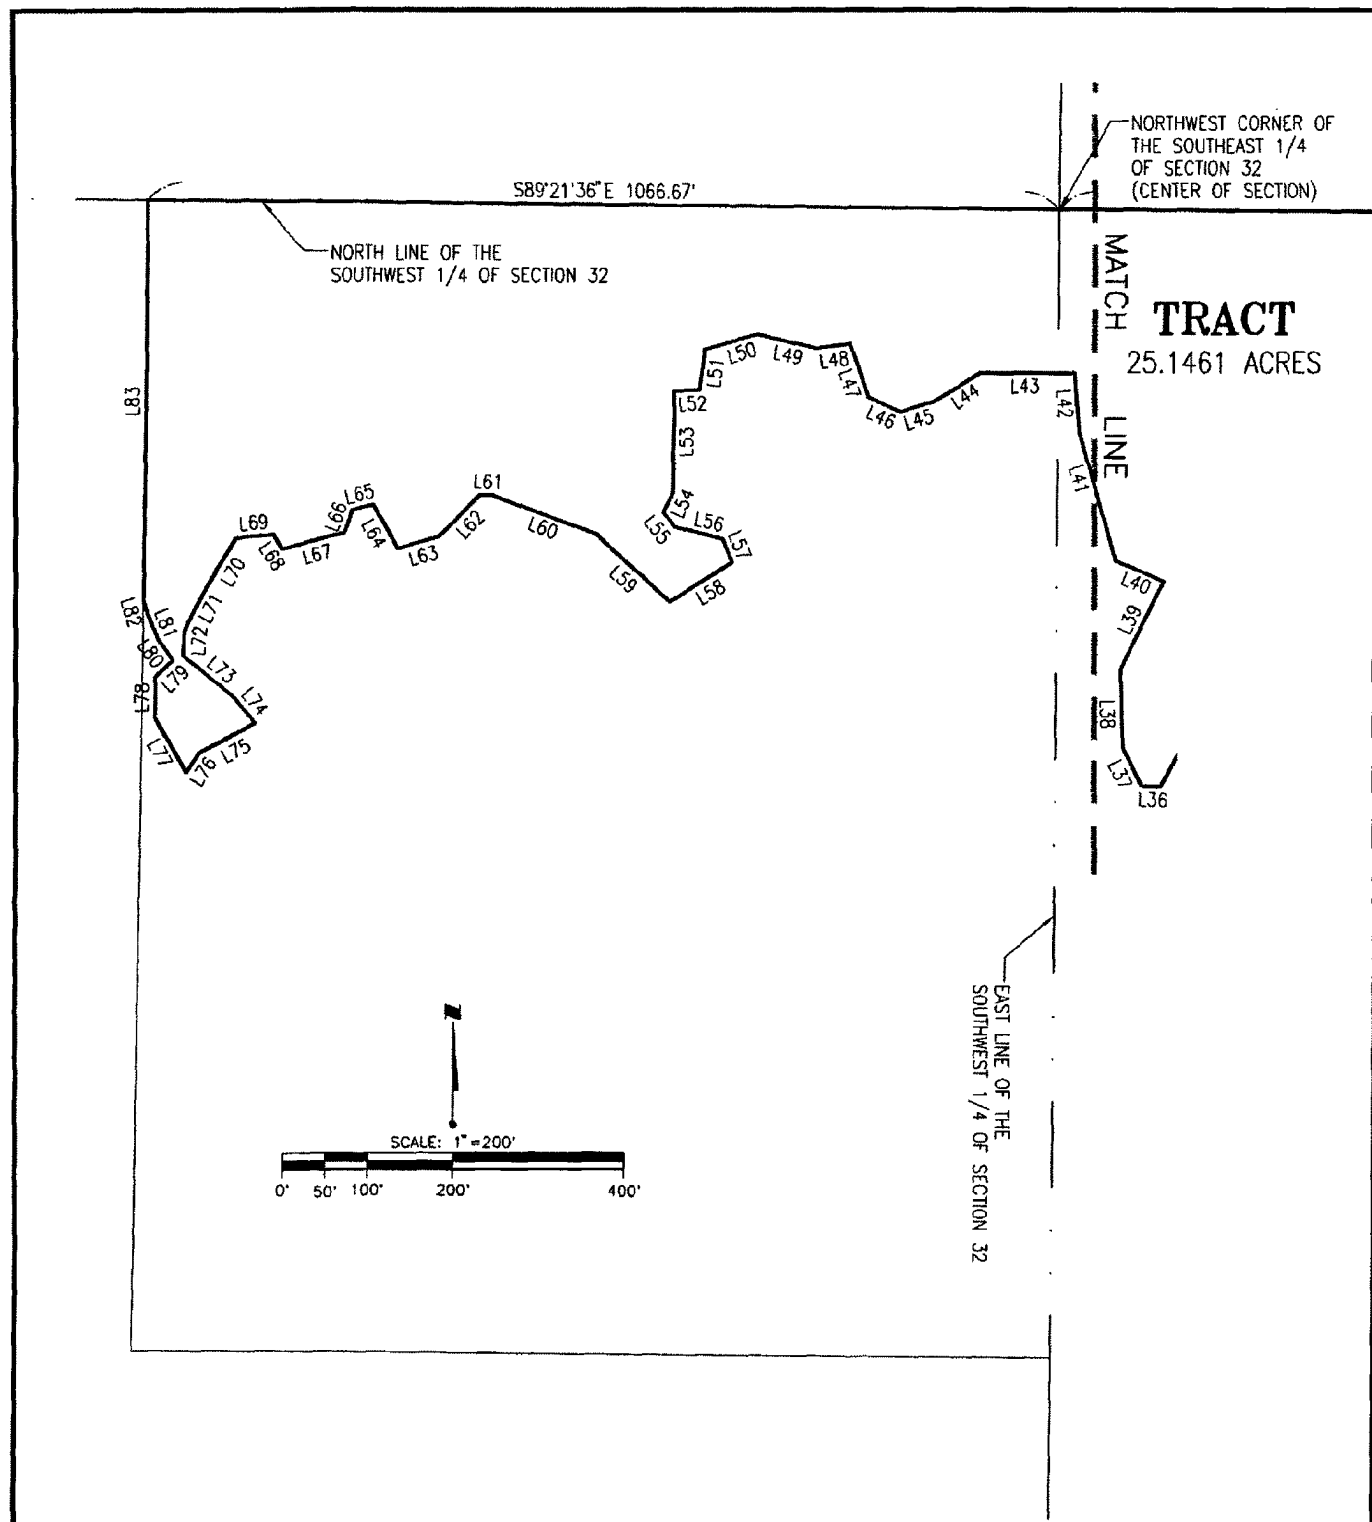 NORTHWEST CORNER OF
THE SOUTHEAST 1/4
OF SECTION 32
(CENTER OF SECTION)
S89°21'36"E 1066.67'
NORTH LINE OF THE
SOUTHWEST 1/4 OF SECTION 32
MATCH LINE
TRACT
25.1461 ACRES
L83
L51
L50
L49
L48
L47
L52
L46
L45
L44
L43
L42
L53
L41
L54
L55
L56
L57
L58
L59
L60
L61
L62
L63
L64
L65
L66
L67
L68
L69
L70
L71
L72
L40
L39
L38
L37
L36
L82
L81
L80
L79
L78
L73
L74
L75
L76
L77
EAST LINE OF THE
SOUTHWEST 1/4 OF SECTION 32
N
SCALE: 1"=200'
0' 50' 100' 200' 400'